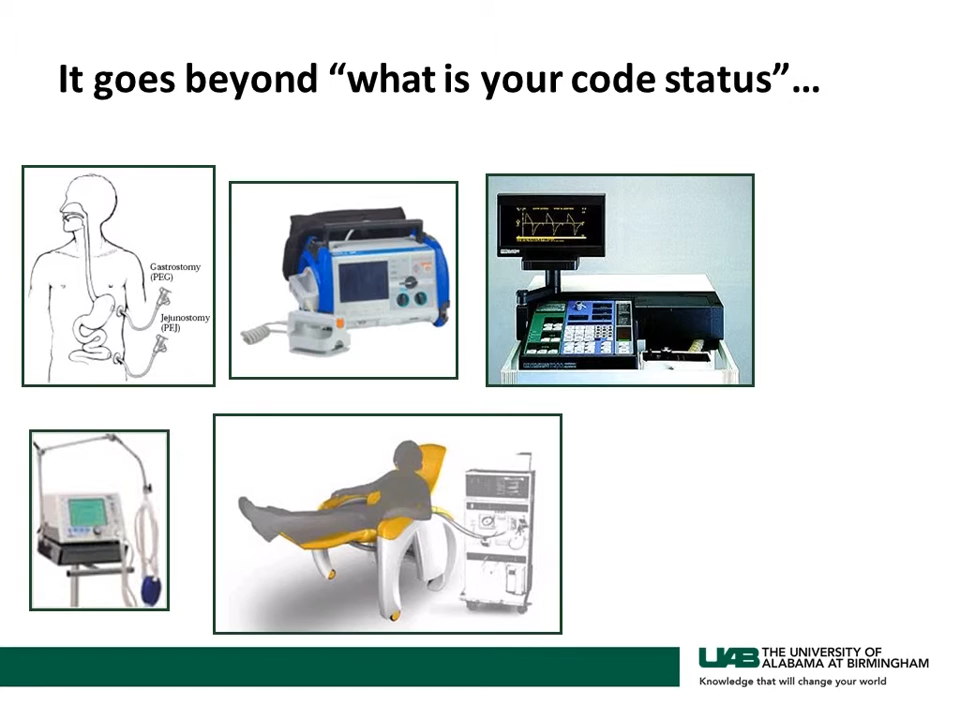 It goes beyond “what is your code status”…
Gastrostomy
(PEG)
Jejunostomy
(PEJ)
UAB THE UNIVERSITY OF
ALABAMA AT BIRMINGHAM
Knowledge that will change your world